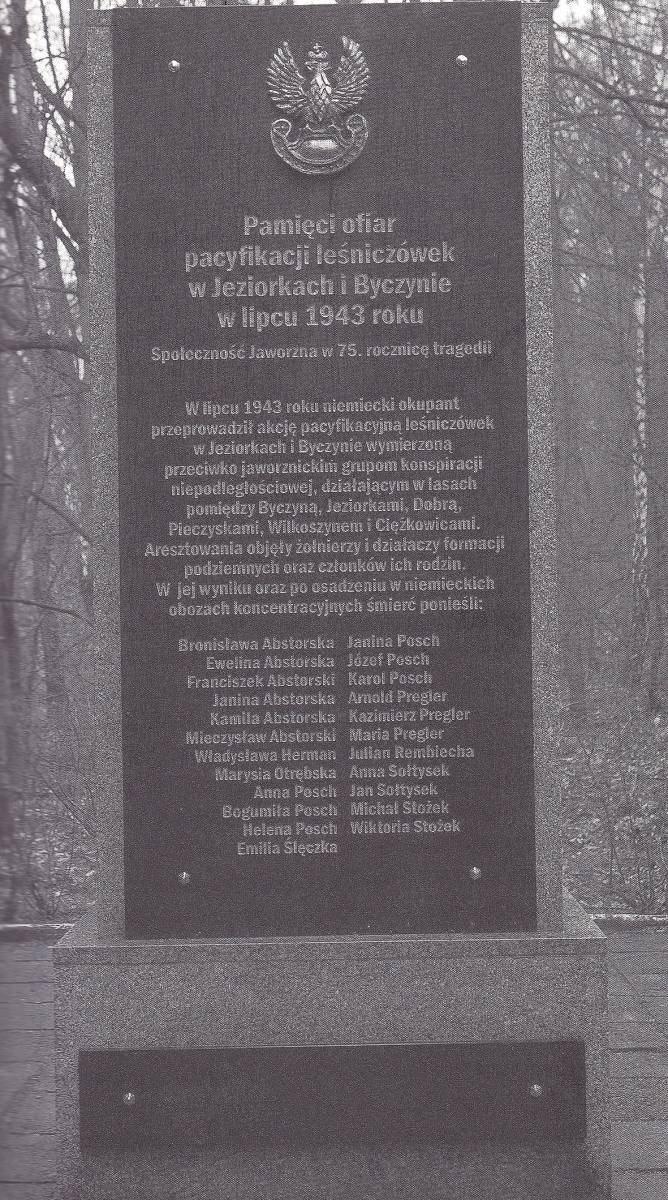 Pamięci ofiar
pacyfikacji leśniczówek
w Jeziorkach i Byczynie
w lipcu 1943 roku
Społeczność Jaworzna w 75. rocznicę tragedii
W lipcu 1943 roku niemiecki okupant
przeprowadził akcję pacyfikacyjną leśniczówek
w Jeziorkach i Byczynie wymierzoną
przeciwko jaworznickim grupom konspiracji
niepodległościowej, działającym w lasach
pomiędzy Byczyną, Jeziorkami, Dobrą,
Pieczyskami, Wilkoszynem i Ciężkowicami.
Aresztowania objęły żołnierzy i działaczy formacji
podziemnych oraz członków ich rodzin.
W jej wyniku oraz po osadzeniu w niemieckich
obozach koncentracyjnych śmierć ponieśli:
Bronisława Abstorska
Ewelina Abstorska
Franciszek Abstorski
Janina Abstorska
Kamila Abstorska
Mieczysław Abstorski
Władysława Herman
Marysia Otrębska
Anna Posch
Bogumiła Posch
Helena Posch
Emilia Ślęczka
Janina Posch
Józef Posch
Karol Posch
Arnold Pregler
Kazimierz Pregler
Maria Pregler
Julian Rembiecha
Anna Sołtysek
Jan Sołtysek
Michał Stożek
Wiktoria Stożek